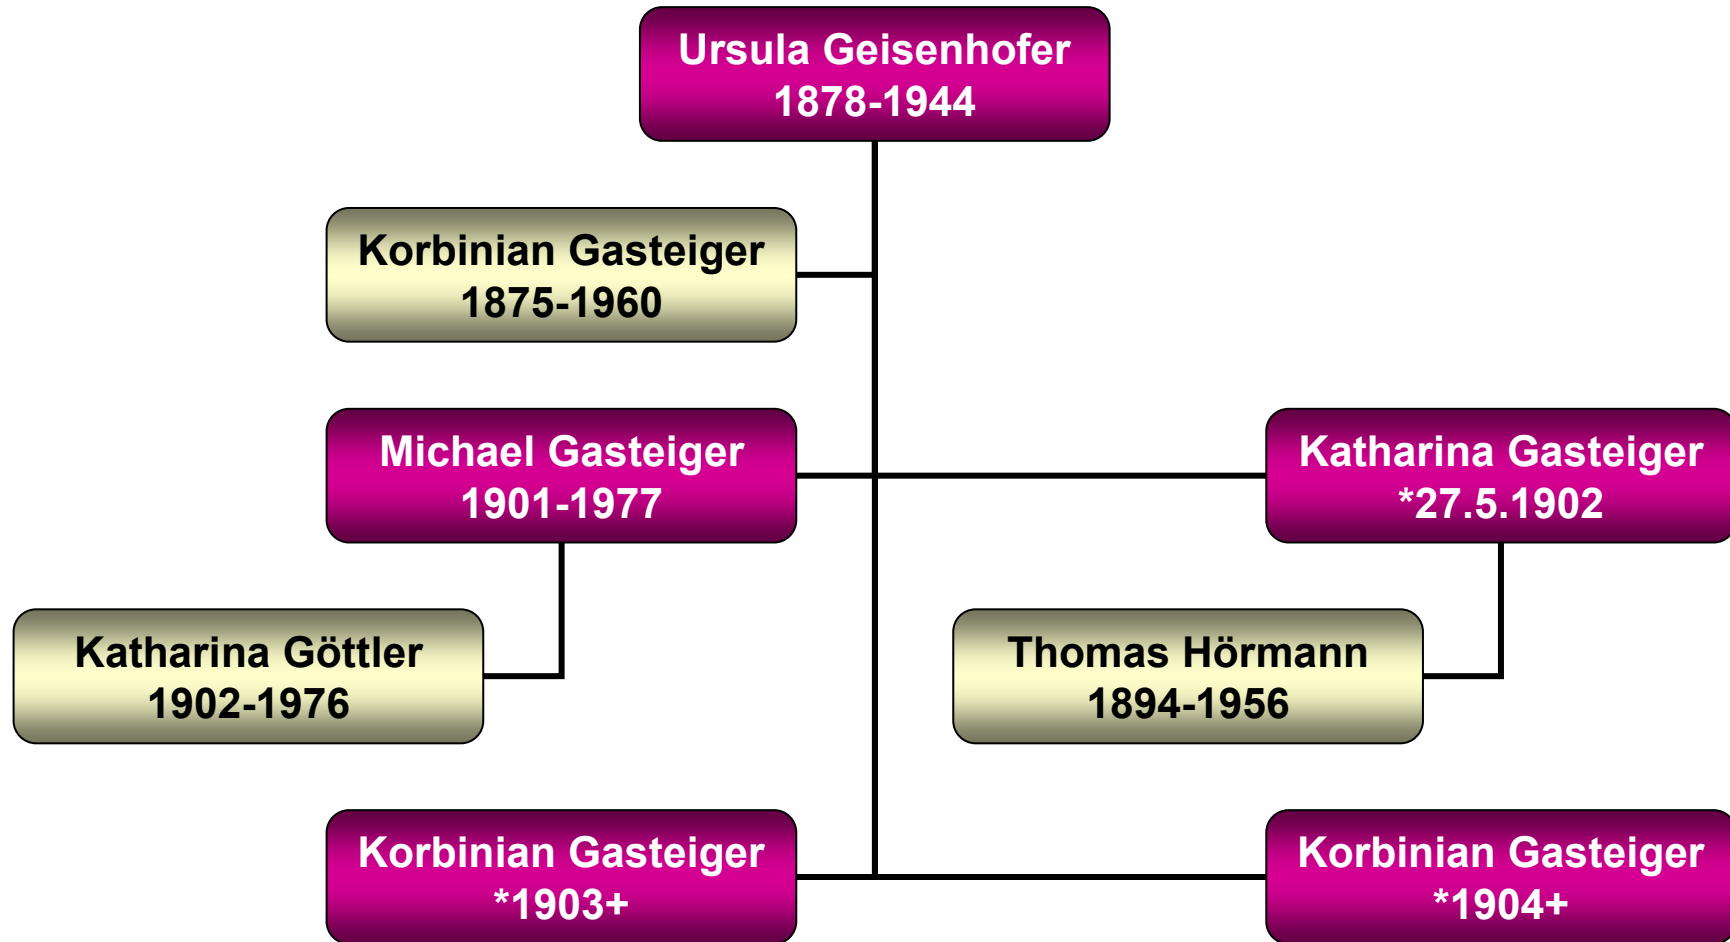 Ursula Geisenhofer
1878-1944
Korbinian Gasteiger
1875-1960
Michael Gasteiger
1901-1977
Katharina Gasteiger
*27.5.1902
Katharina Göttler
1902-1976
Thomas Hörmann
1894-1956
Korbinian Gasteiger
*1903+
Korbinian Gasteiger
*1904+